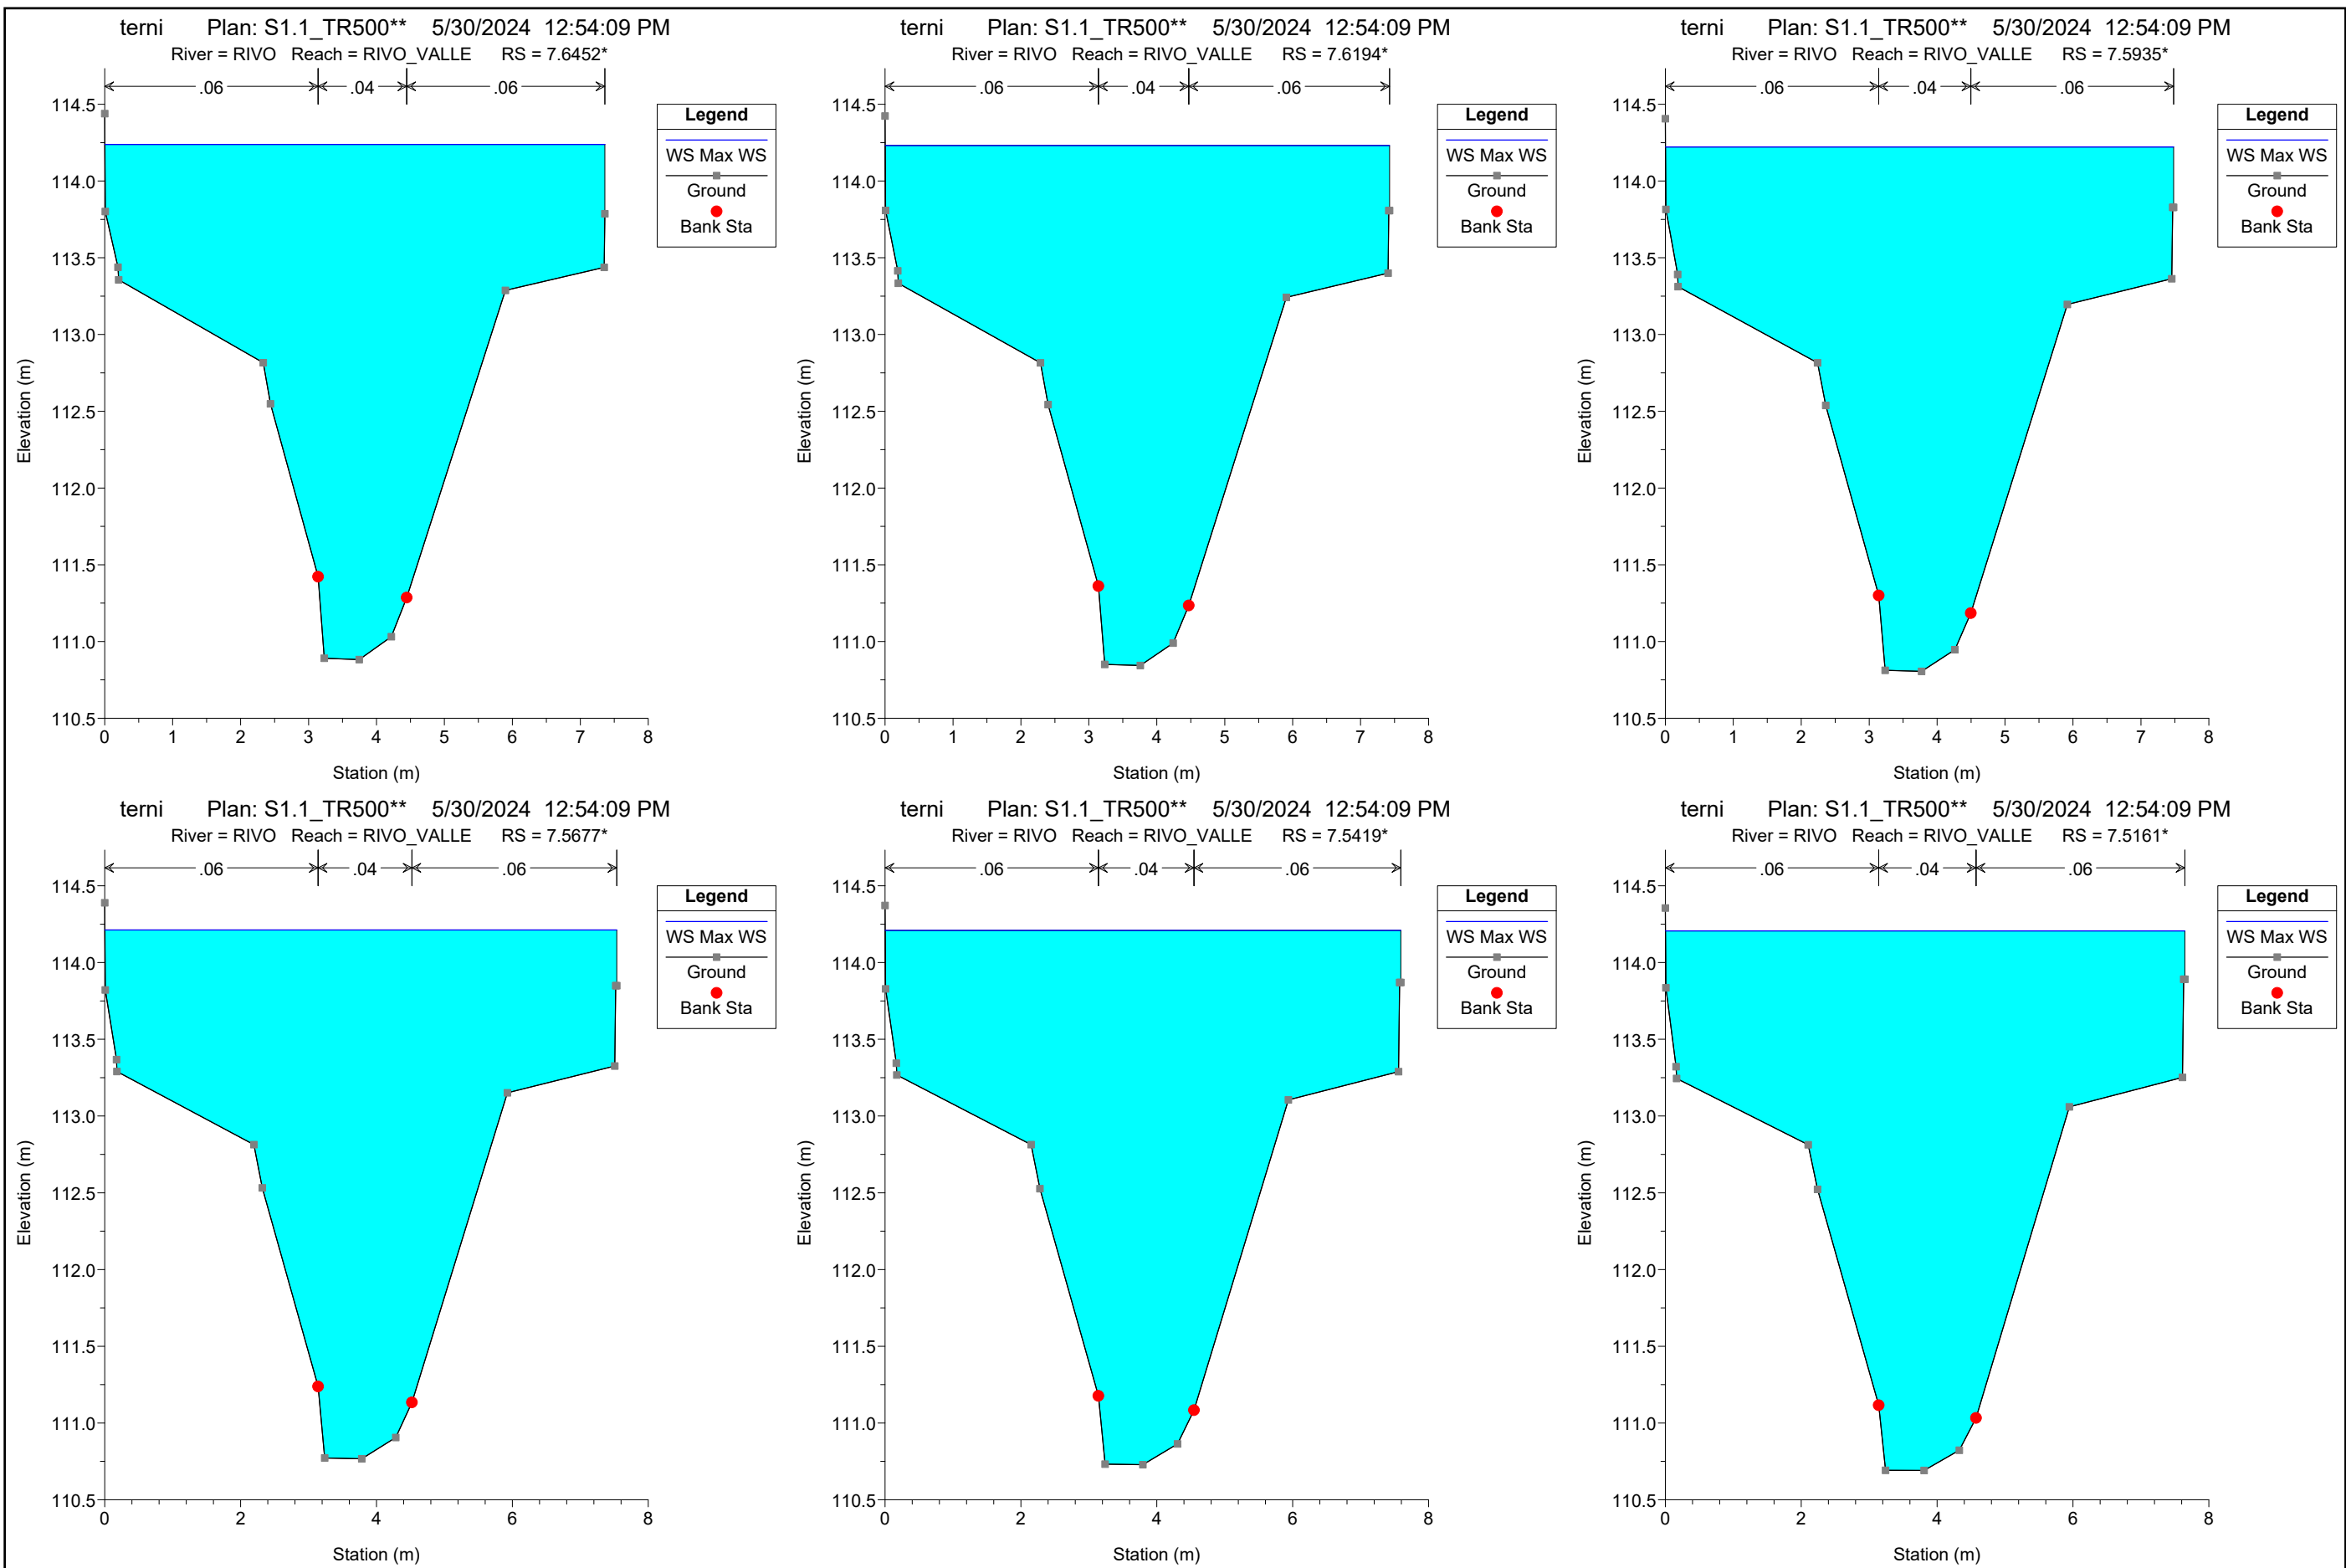 terni Plan: S1.1_TR500** 5/30/2024 12:54:09 PM
River = RIVO Reach = RIVO_VALLE RS = 7.6452*
.06 .04 .06
Legend
WS Max WS
Ground
Bank Sta
114.5
114.0
113.5
113.0
112.5
112.0
111.5
111.0
110.5
Elevation (m)
0 1 2 3 4 5 6 7 8
Station (m)
terni Plan: S1.1_TR500** 5/30/2024 12:54:09 PM
River = RIVO Reach = RIVO_VALLE RS = 7.6194*
.06 .04 .06
Legend
WS Max WS
Ground
Bank Sta
114.5
114.0
113.5
113.0
112.5
112.0
111.5
111.0
110.5
Elevation (m)
0 1 2 3 4 5 6 7 8
Station (m)
terni Plan: S1.1_TR500** 5/30/2024 12:54:09 PM
River = RIVO Reach = RIVO_VALLE RS = 7.5935*
.06 .04 .06
Legend
WS Max WS
Ground
Bank Sta
114.5
114.0
113.5
113.0
112.5
112.0
111.5
111.0
110.5
Elevation (m)
0 1 2 3 4 5 6 7 8
Station (m)
terni Plan: S1.1_TR500** 5/30/2024 12:54:09 PM
River = RIVO Reach = RIVO_VALLE RS = 7.5677*
.06 .04 .06
Legend
WS Max WS
Ground
Bank Sta
114.5
114.0
113.5
113.0
112.5
112.0
111.5
111.0
110.5
Elevation (m)
0 2 4 6 8
Station (m)
terni Plan: S1.1_TR500** 5/30/2024 12:54:09 PM
River = RIVO Reach = RIVO_VALLE RS = 7.5419*
.06 .04 .06
Legend
WS Max WS
Ground
Bank Sta
114.5
114.0
113.5
113.0
112.5
112.0
111.5
111.0
110.5
Elevation (m)
0 2 4 6 8
Station (m)
terni Plan: S1.1_TR500** 5/30/2024 12:54:09 PM
River = RIVO Reach = RIVO_VALLE RS = 7.5161*
.06 .04 .06
Legend
WS Max WS
Ground
Bank Sta
114.5
114.0
113.5
113.0
112.5
112.0
111.5
111.0
110.5
Elevation (m)
0 2 4 6 8
Station (m)